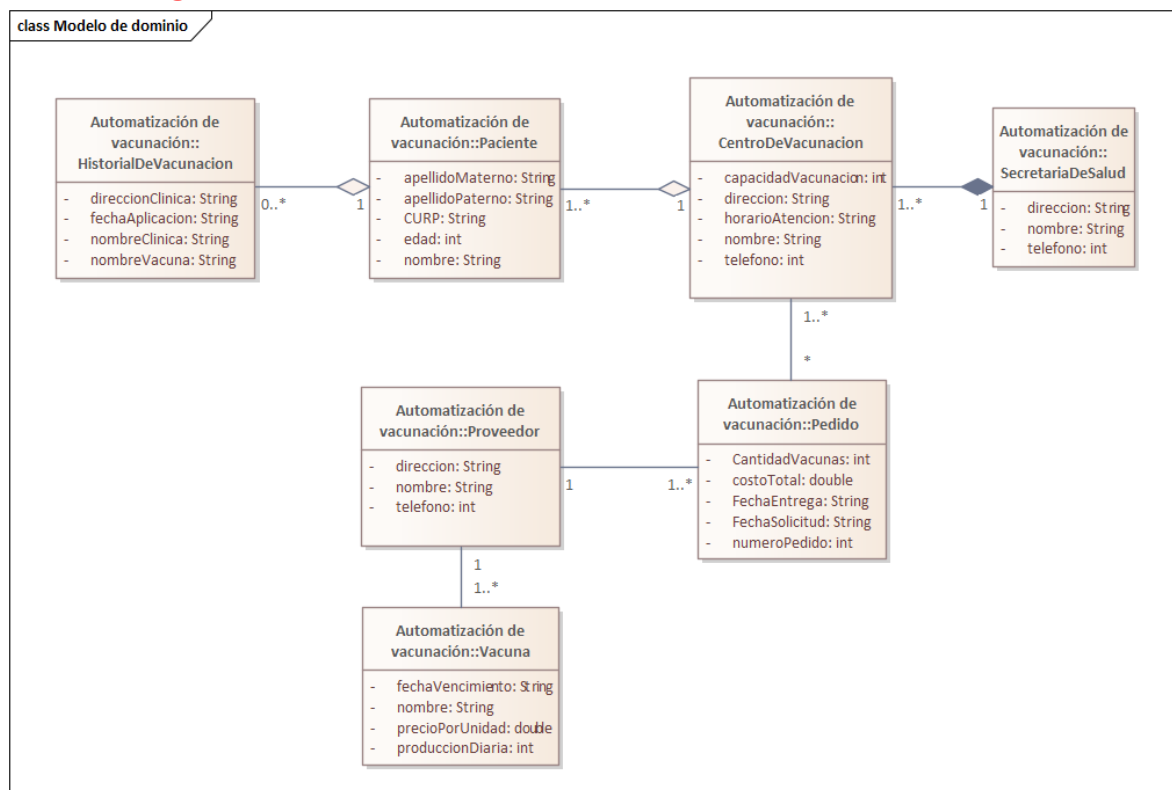 class Modelo de dominio
Automatización de
vacunación::
HistorialDeVacunacion
- direccionClinica: String
- fechaAplicacion: String
- nombreClinica: String
- nombreVacuna: String
0..*
1
Automatización de
vacunación::Paciente
- apellidoMaterno: String
- apellidoPaterno: String
- CURP: String
- edad: int
- nombre: String
1..*
1
Automatización de
vacunación::
CentroDeVacunacion
- capacidadVacunacion: int
- direccion: String
- horarioAtencion: String
- nombre: String
- telefono: int
1..*
1
Automatización de
vacunación::
SecretariaDeSalud
- direccion: String
- nombre: String
- telefono: int
1..*
*
Automatización de
vacunación::Proveedor
- direccion: String
- nombre: String
- telefono: int
1
1..*
Automatización de
vacunación::Pedido
- CantidadVacunas: int
- costoTotal: double
- FechaEntrega: String
- FechaSolicitud: String
- numeroPedido: int
1
1..*
Automatización de
vacunación::Vacuna
- fechaVencimiento: String
- nombre: String
- precioPorUnidad: double
- produccionDiaria: int